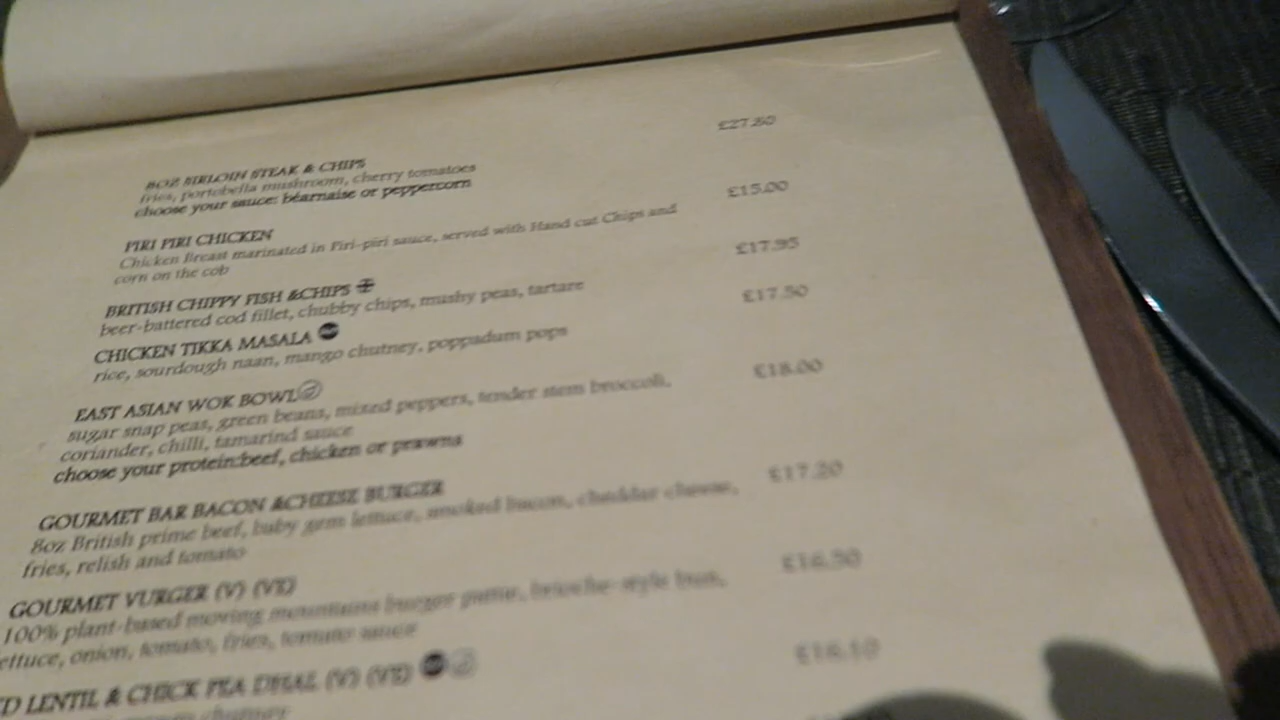 8OZ SIRLOIN STEAK & CHIPS £27.50
fries, portobella mushroom, cherry tomatoes
choose your sauce: béarnaise or peppercorn
PIRI PIRI CHICKEN £15.00
Chicken Breast marinated in Piri-piri sauce, served with Hand cut Chips and
corn on the cob
BRITISH CHIPPY FISH &CHIPS £17.95
beer-battered cod fillet, chubby chips, mushy peas, tartare
CHICKEN TIKKA MASALA £17.50
rice, sourdough naan, mango chutney, poppadum pops
EAST ASIAN WOK BOWL £18.00
sugar snap peas, green beans, mixed peppers, tender stem broccoli,
coriander, chilli, tamarind sauce
choose your protein:beef, chicken or prawns
GOURMET BAR BACON &CHEESE BURGER £17.20
8oz British prime beef, baby gem lettuce, smoked bacon, cheddar cheese,
fries, relish and tomato
GOURMET VURGER (V) (VE) £16.50
100% plant-based moving mountains burger pattie, brioche-style bun,
ettuce, onion, tomato, fries, tomato sauce
ED LENTIL & CHICK PEA DHAL (V) (VE) £16.10
chutney